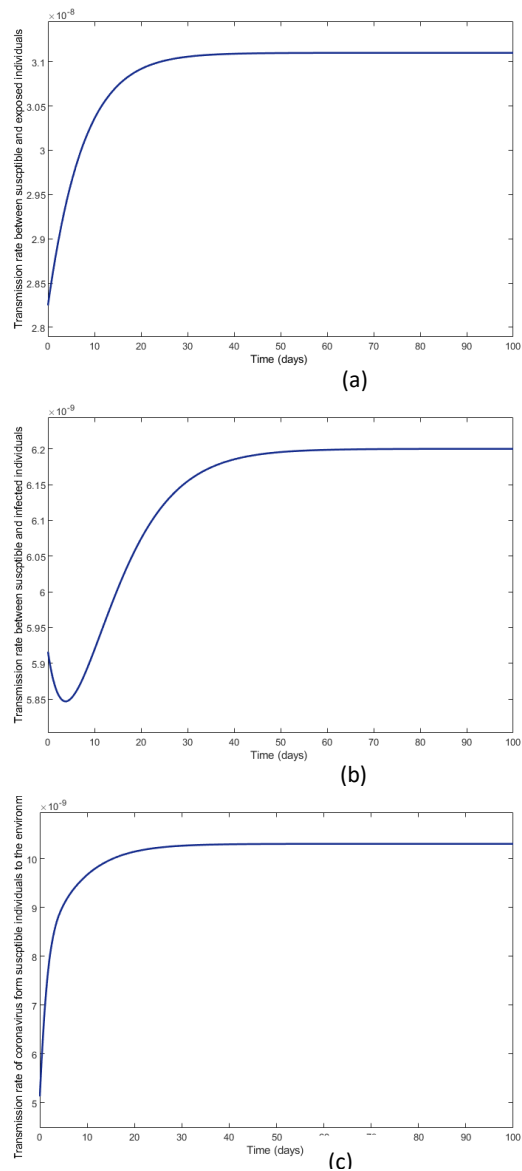 ×10⁻⁸
Transmission rate between suscptible and exposed individuals
3.1
3.05
3
2.95
2.9
2.85
2.8
0 10 20 30 40 50 60 70 80 90 100
Time (days)
(a)
×10⁻⁹
Transmission rate between suscptible and infected individuals
6.2
6.15
6.1
6.05
6
5.95
5.9
5.85
0 10 20 30 40 50 60 70 80 90 100
Time (days)
(b)
×10⁻⁹
Transmission rate of coronavirus form suscptible individuals to the environm
10
9
8
7
6
5
0 10 20 30 40 50 60 70 80 90 100
Time (days)
(c)